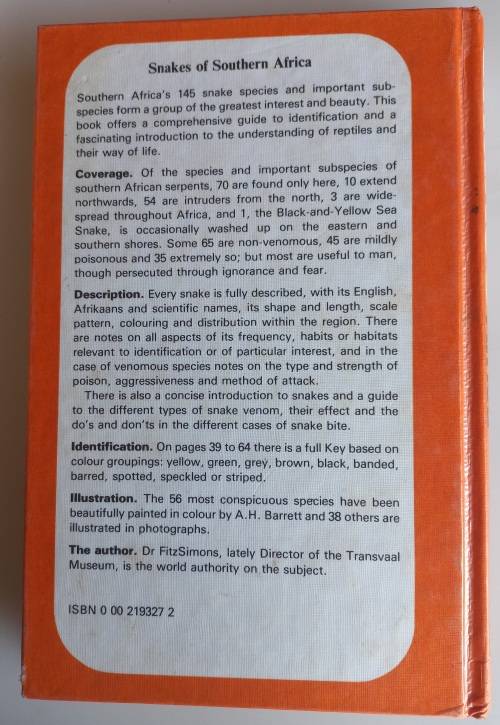 Snakes of Southern Africa
Southern Africa's 145 snake species and important sub-
species form a group of the greatest interest and beauty. This
book offers a comprehensive guide to identification and a
fascinating introduction to the understanding of reptiles and
their way of life.
Coverage. Of the species and important subspecies of
southern African serpents, 70 are found only here, 10 extend
northwards, 54 are intruders from the north, 3 are wide-
spread throughout Africa, and 1, the Black-and-Yellow Sea
Snake, is occasionally washed up on the eastern and
southern shores. Some 65 are non-venomous, 45 are mildly
poisonous and 35 extremely so; but most are useful to man,
though persecuted through ignorance and fear.
Description. Every snake is fully described, with its English,
Afrikaans and scientific names, its shape and length, scale
pattern, colouring and distribution within the region. There
are notes on all aspects of its frequency, habits or habitats
relevant to identification or of particular interest, and in the
case of venomous species notes on the type and strength of
poison, aggressiveness and method of attack.
There is also a concise introduction to snakes and a guide
to the different types of snake venom, their effect and the
do's and don'ts in the different cases of snake bite.
Identification. On pages 39 to 64 there is a full Key based on
colour groupings: yellow, green, grey, brown, black, banded,
barred, spotted, speckled or striped.
Illustration. The 56 most conspicuous species have been
beautifully painted in colour by A.H. Barrett and 38 others are
illustrated in photographs.
The author. Dr FitzSimons, lately Director of the Transvaal
Museum, is the world authority on the subject.
ISBN 0 00 219327 2